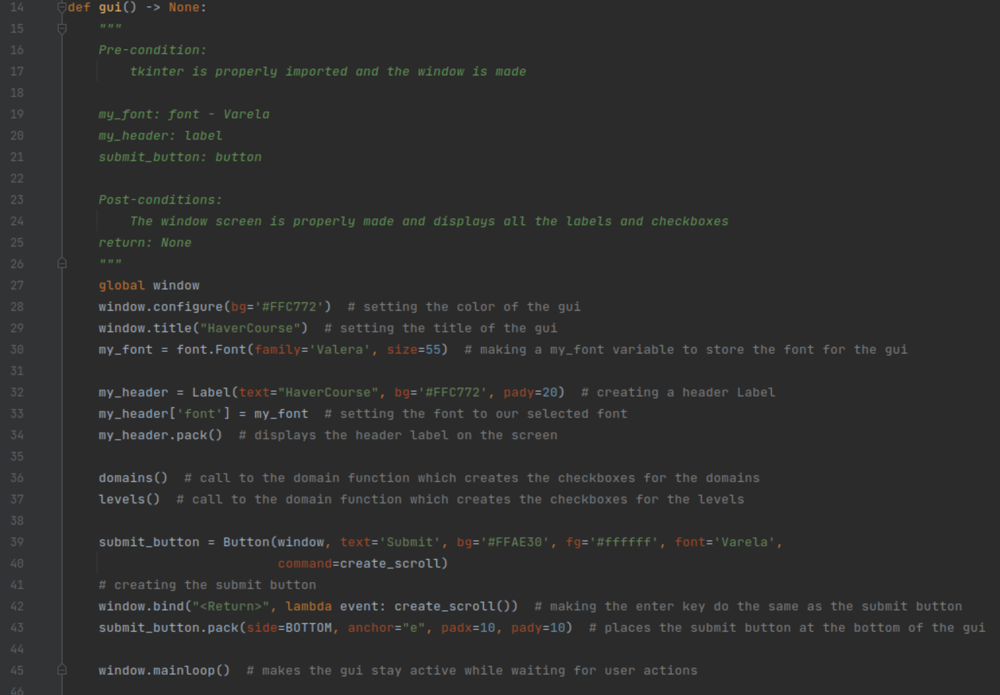 14 def gui() -> None:
15     """
16     Pre-condition:
17         tkinter is properly imported and the window is made
18
19     my_font: font - Varela
20     my_header: label
21     submit_button: button
22
23     Post-conditions:
24         The window screen is properly made and displays all the labels and checkboxes
25     return: None
26     """
27     global window
28     window.configure(bg='#FFC772')  # setting the color of the gui
29     window.title("HaverCourse")  # setting the title of the gui
30     my_font = font.Font(family='Valera', size=55)  # making a my_font variable to store the font for the gui
31
32     my_header = Label(text="HaverCourse", bg='#FFC772', pady=20)  # creating a header Label
33     my_header['font'] = my_font  # setting the font to our selected font
34     my_header.pack()  # displays the header label on the screen
35
36     domains()  # call to the domain function which creates the checkboxes for the domains
37     levels()  # call to the domain function which creates the checkboxes for the levels
38
39     submit_button = Button(window, text='Submit', bg='#FFAE30', fg='#ffffff', font='Varela',
40                            command=create_scroll)
41     # creating the submit button
42     window.bind("<Return>", lambda event: create_scroll())  # making the enter key do the same as the submit button
43     submit_button.pack(side=BOTTOM, anchor="e", padx=10, pady=10)  # places the submit button at the bottom of the gui
44
45     window.mainloop()  # makes the gui stay active while waiting for user actions
46